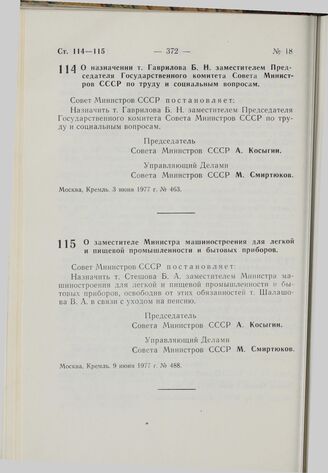 Ст. 114—115 — 372 — № 18
114 О назначении т. Гаврилова Б. Н. заместителем Пред-
седателя Государственного комитета Совета Минист-
ров СССР по труду и социальным вопросам.
Совет Министров СССР постановляет:
Назначить т. Гаврилова Б. Н. заместителем Председателя
Государственного комитета Совета Министров СССР по тру-
ду и социальным вопросам.
Председатель
Совета Министров СССР А. Косыгин.
Управляющий Делами
Совета Министров СССР М. Смиртюков.
Москва, Кремль. 3 июня 1977 г. № 463.
115 О заместителе Министра машиностроения для легкой
и пищевой промышленности и бытовых приборов.
Совет Министров СССР постановляет:
Назначить т. Стешова Б. А. заместителем Министра ма-
шиностроения для легкой и пищевой промышленности и бы-
товых приборов, освободив от этих обязанностей т. Шалашо-
ва В. А. в связи с уходом на пенсию.
Председатель
Совета Министров СССР А. Косыгин.
Управляющий Делами
Совета Министров СССР М. Смиртюков.
Москва, Кремль. 9 июня 1977 г. № 488.